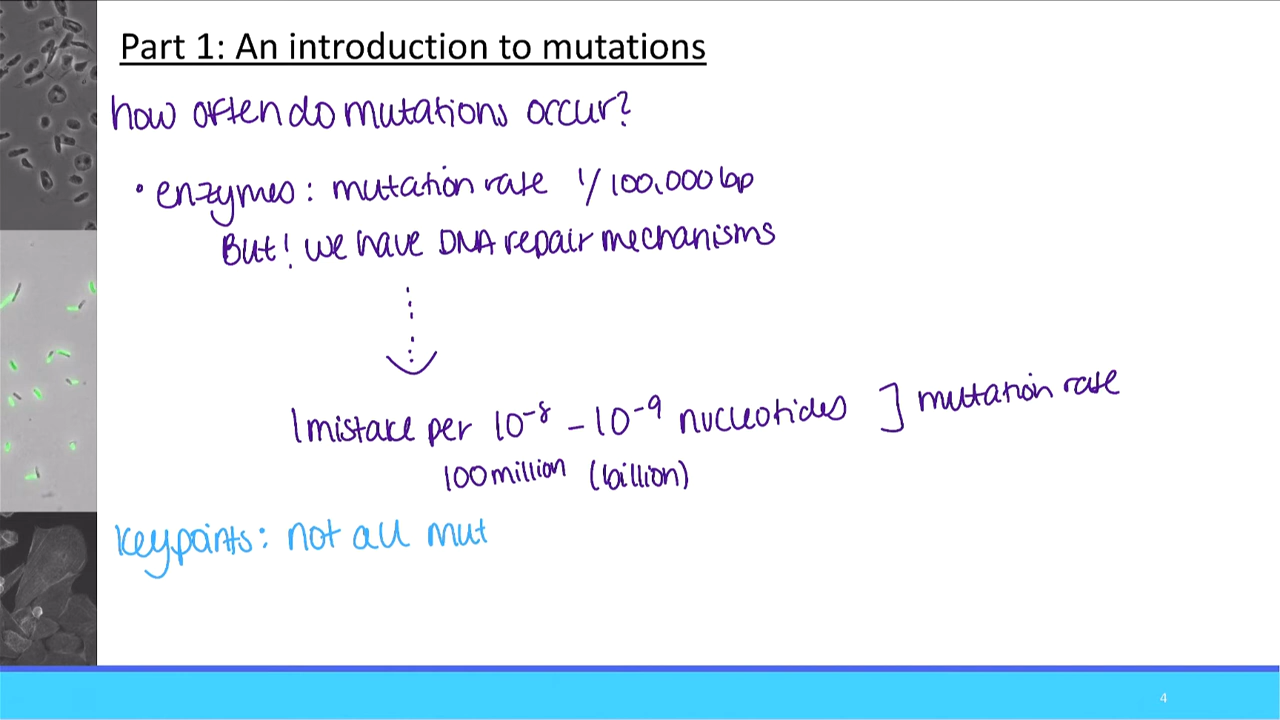 Part 1: An introduction to mutations
how often do mutations occur?
• enzymes: mutation rate 1/100,000 bp
But! we have DNA repair mechanisms
1 mistake per 10⁻⁸ – 10⁻⁹ nucleotides ] mutation rate
100 million (billion)
key points: not all mut
4